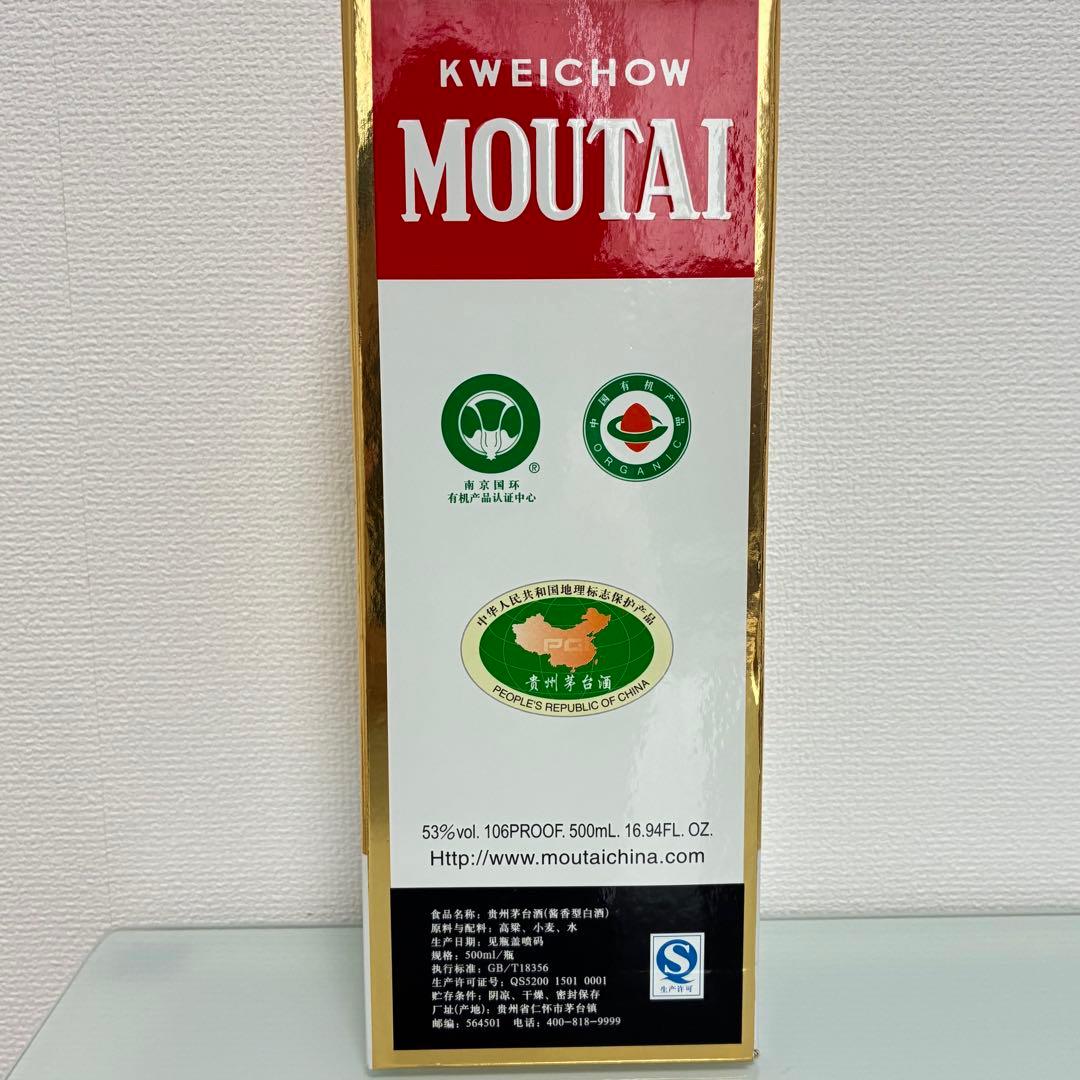 KWEICHOW
MOUTAI
®
南京国环
有机产品认证中心
中国有机产品
ORGANIC
中华人民共和国地理标志保护产品
PGI
贵州茅台酒
PEOPLE'S REPUBLIC OF CHINA
53%vol. 106PROOF. 500mL. 16.94FL. OZ.
Http://www.moutaichina.com
食品名称: 贵州茅台酒(酱香型白酒)
原料与配料: 高粱、小麦、水
生产日期: 见瓶盖喷码
规格: 500ml/瓶
执行标准: GB/T18356
生产许可证号: QS5200 1501 0001
贮存条件: 阴凉、干燥、密封保存
厂址(产地): 贵州省仁怀市茅台镇
邮编: 564501 电话: 400-818-9999
S
生产许可